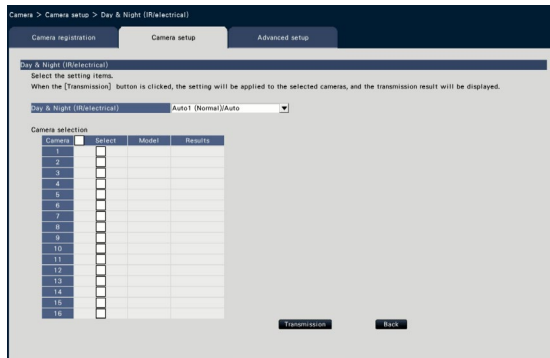 Camera > Camera setup > Day & Night (IR/electrical)
Camera registration Camera setup Advanced setup
Day & Night (IR/electrical)
Select the setting items.
When the [Transmission] button is clicked, the setting will be applied to the selected cameras, and the transmission result will be displayed.
Day & Night (IR/electrical) Auto1 (Normal)/Auto
Camera selection
Camera Select Model Results
1
2
3
4
5
6
7
8
9
10
11
12
13
14
15
16
Transmission Back